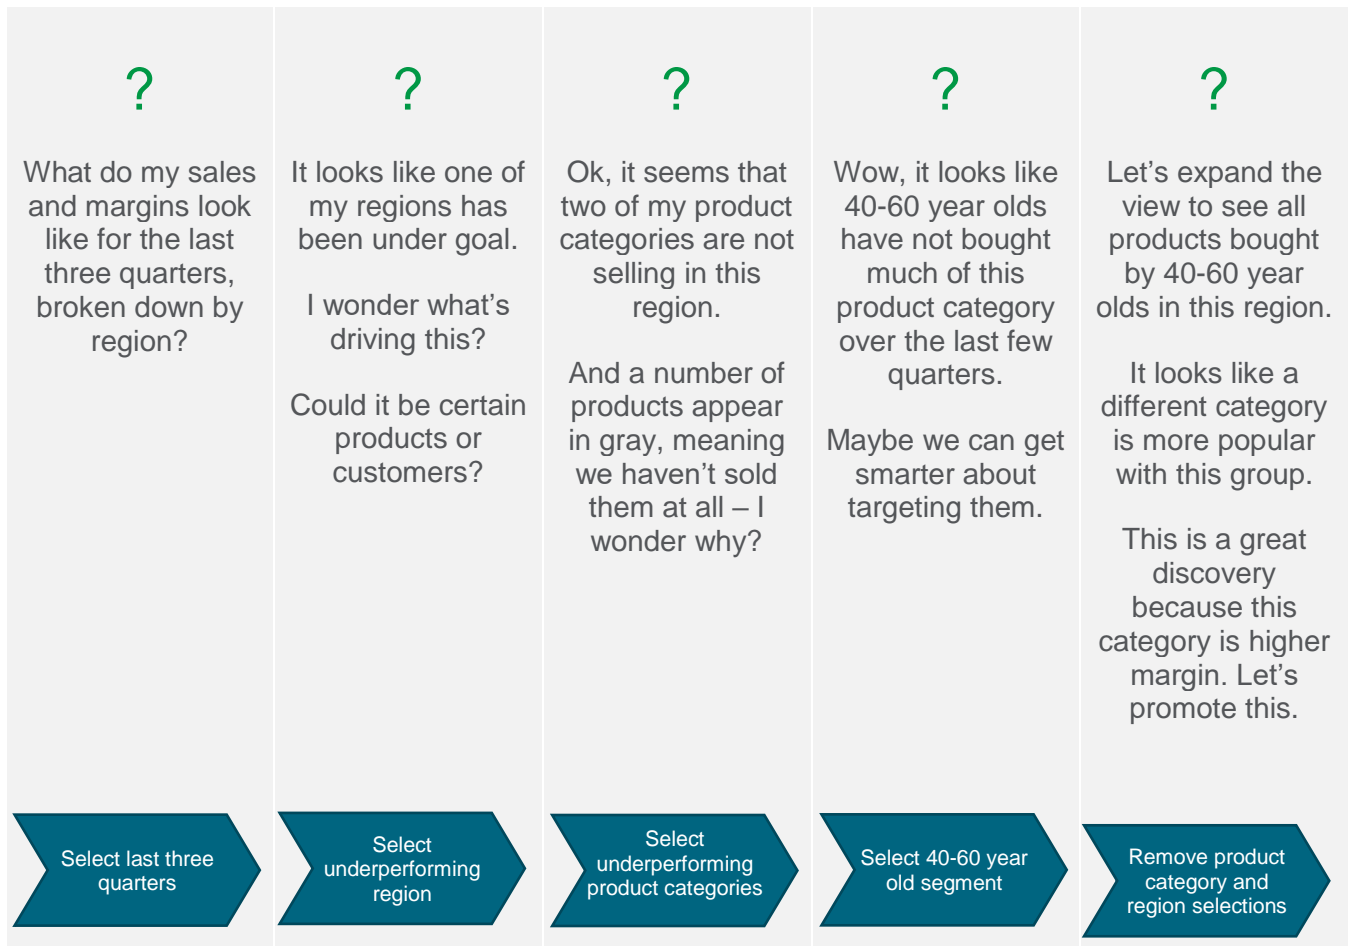 ?
What do my sales
and margins look
like for the last
three quarters,
broken down by
region?
Select last three
quarters
?
It looks like one of
my regions has
been under goal.
I wonder what’s
driving this?
Could it be certain
products or
customers?
Select
underperforming
region
?
Ok, it seems that
two of my product
categories are not
selling in this
region.
And a number of
products appear
in gray, meaning
we haven’t sold
them at all – I
wonder why?
Select
underperforming
product categories
?
Wow, it looks like
40-60 year olds
have not bought
much of this
product category
over the last few
quarters.
Maybe we can get
smarter about
targeting them.
Select 40-60 year
old segment
?
Let’s expand the
view to see all
products bought
by 40-60 year
olds in this region.
It looks like a
different category
is more popular
with this group.
This is a great
discovery
because this
category is higher
margin. Let’s
promote this.
Remove product
category and
region selections